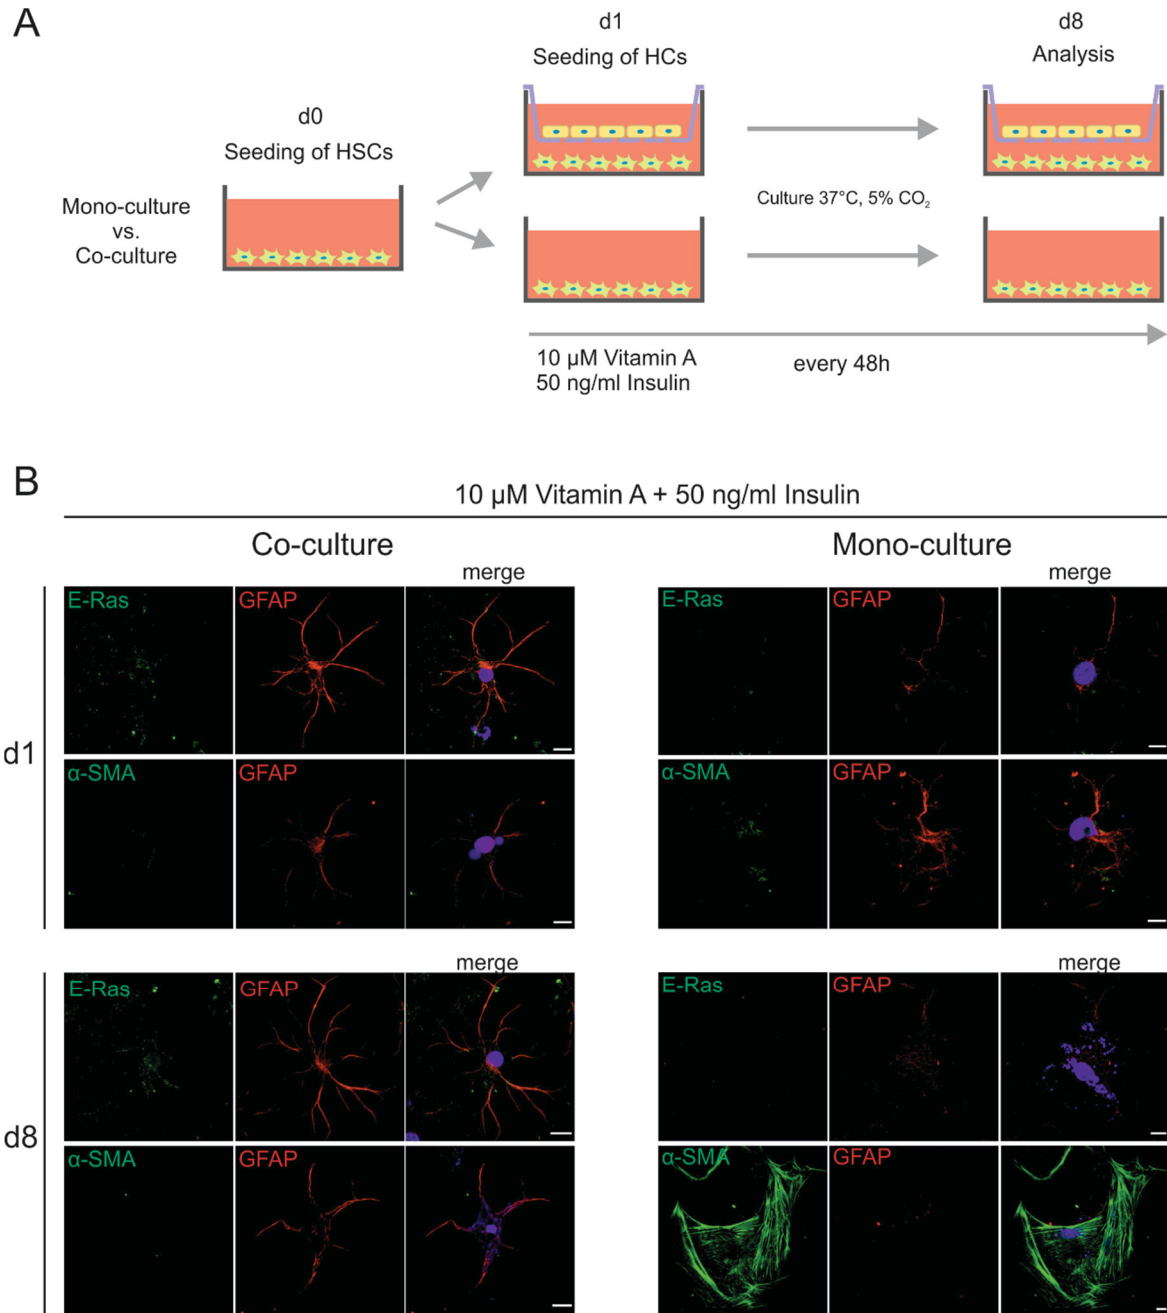 A
d0
Seeding of HSCs
Mono-culture
vs.
Co-culture
d1
Seeding of HCs
d8
Analysis
Culture 37°C, 5% CO₂
10 µM Vitamin A
50 ng/ml Insulin
every 48h
B
10 µM Vitamin A + 50 ng/ml Insulin
Co-culture
Mono-culture
merge
merge
d1
E-Ras GFAP
E-Ras GFAP
α-SMA GFAP
α-SMA GFAP
merge
merge
d8
E-Ras GFAP
E-Ras GFAP
α-SMA GFAP
α-SMA GFAP